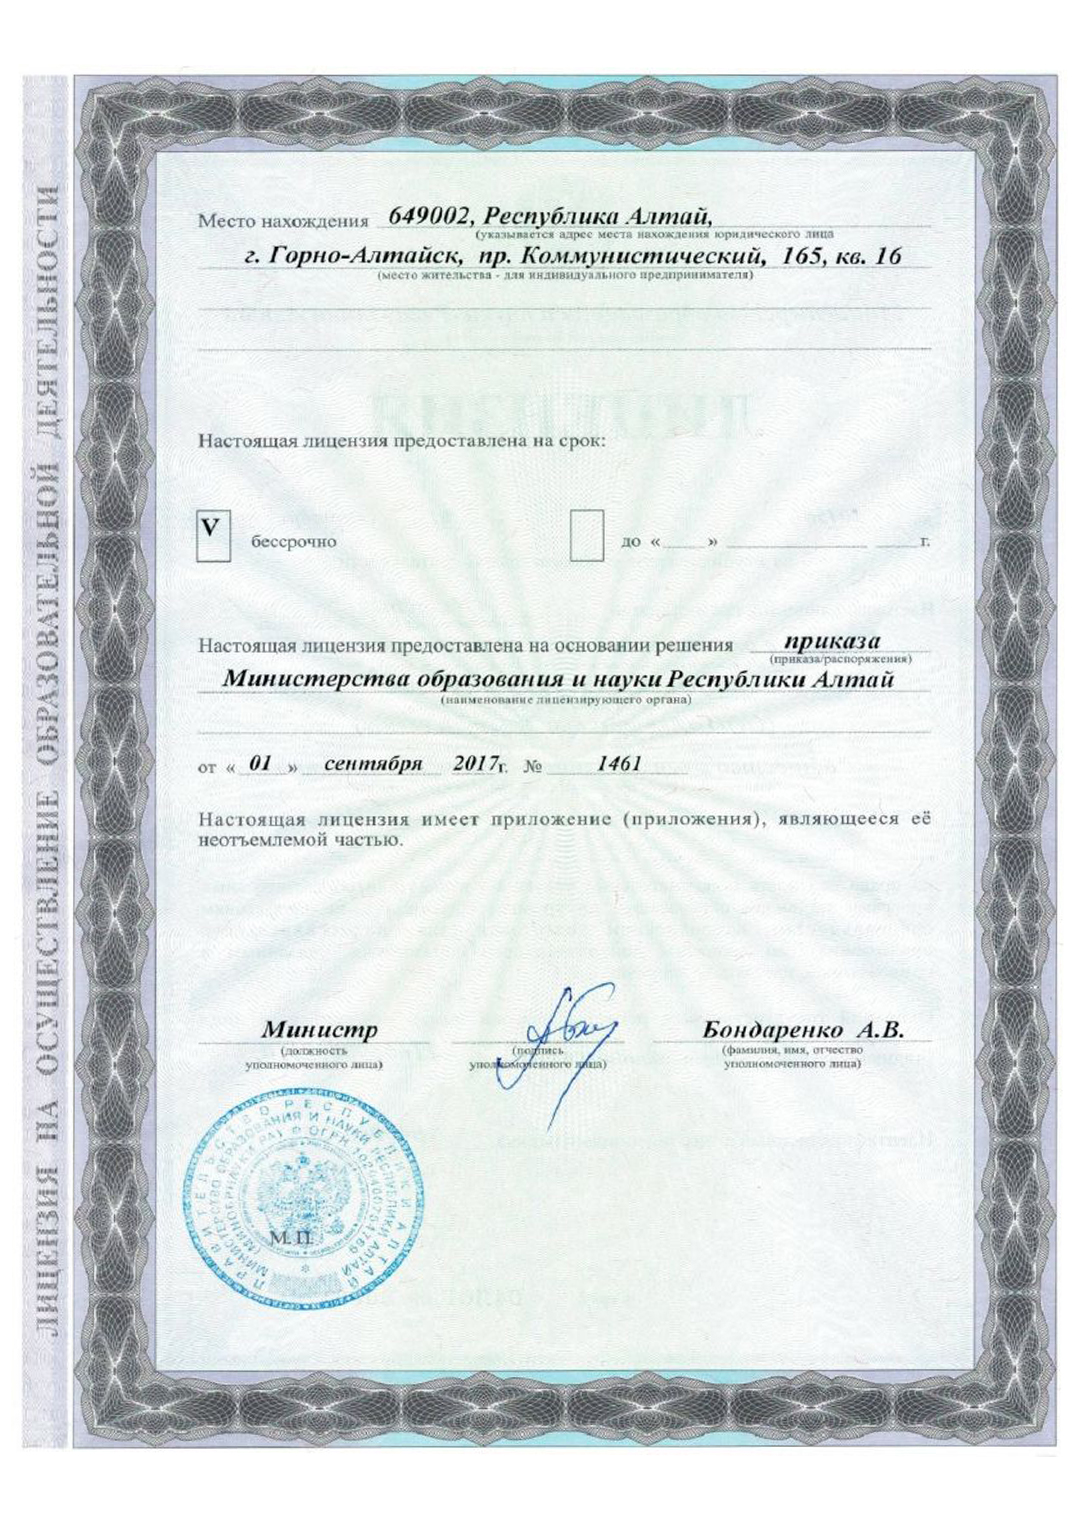 ЛИЦЕНЗИЯ НА ОСУЩЕСТВЛЕНИЕ ОБРАЗОВАТЕЛЬНОЙ ДЕЯТЕЛЬНОСТИ
Место нахождения 649002, Республика Алтай,
(указывается адрес места нахождения юридического лица
г. Горно-Алтайск, пр. Коммунистический, 165, кв. 16
(место жительства - для индивидуального предпринимателя)
Настоящая лицензия предоставлена на срок:
V бессрочно до « » г.
Настоящая лицензия предоставлена на основании решения приказа
(приказа/распоряжения)
Министерства образования и науки Республики Алтай
(наименование лицензирующего органа)
от « 01 » сентября 2017г. № 1461
Настоящая лицензия имеет приложение (приложения), являющееся её
неотъемлемой частью.
Министр Бондаренко А.В.
(должность (подпись (фамилия, имя, отчество
уполномоченного лица) уполномоченного лица) уполномоченного лица)
ПРАВИТЕЛЬСТВО РЕСПУБЛИКИ АЛТАЙ
МИНИСТЕРСТВО ОБРАЗОВАНИЯ И НАУКИ РЕСПУБЛИКИ АЛТАЙ
М.П.